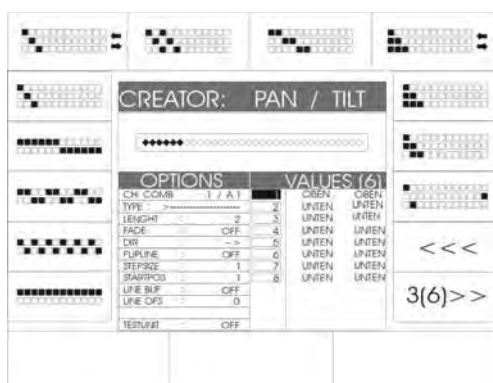 CREATOR: PAN / TILT
OPTIONS VALUES (6)
CH. COMB 1 / A1 1 OBEN OBEN
TYPE : >-------------- 2 UNTEN UNTEN
LENGHT : 2 3 UNTEN UNTEN
FADE : OFF 4 UNTEN UNTEN
DIR : -> 5 UNTEN UNTEN
FLIPLINE : OFF 6 UNTEN UNTEN
STEPSIZE : 1 7 UNTEN UNTEN
STARTPOS : 1 8 UNTEN UNTEN
LINE BUF : OFF
LINE OFS : 0
TESTUNIT : OFF
<<<
3(6)>>